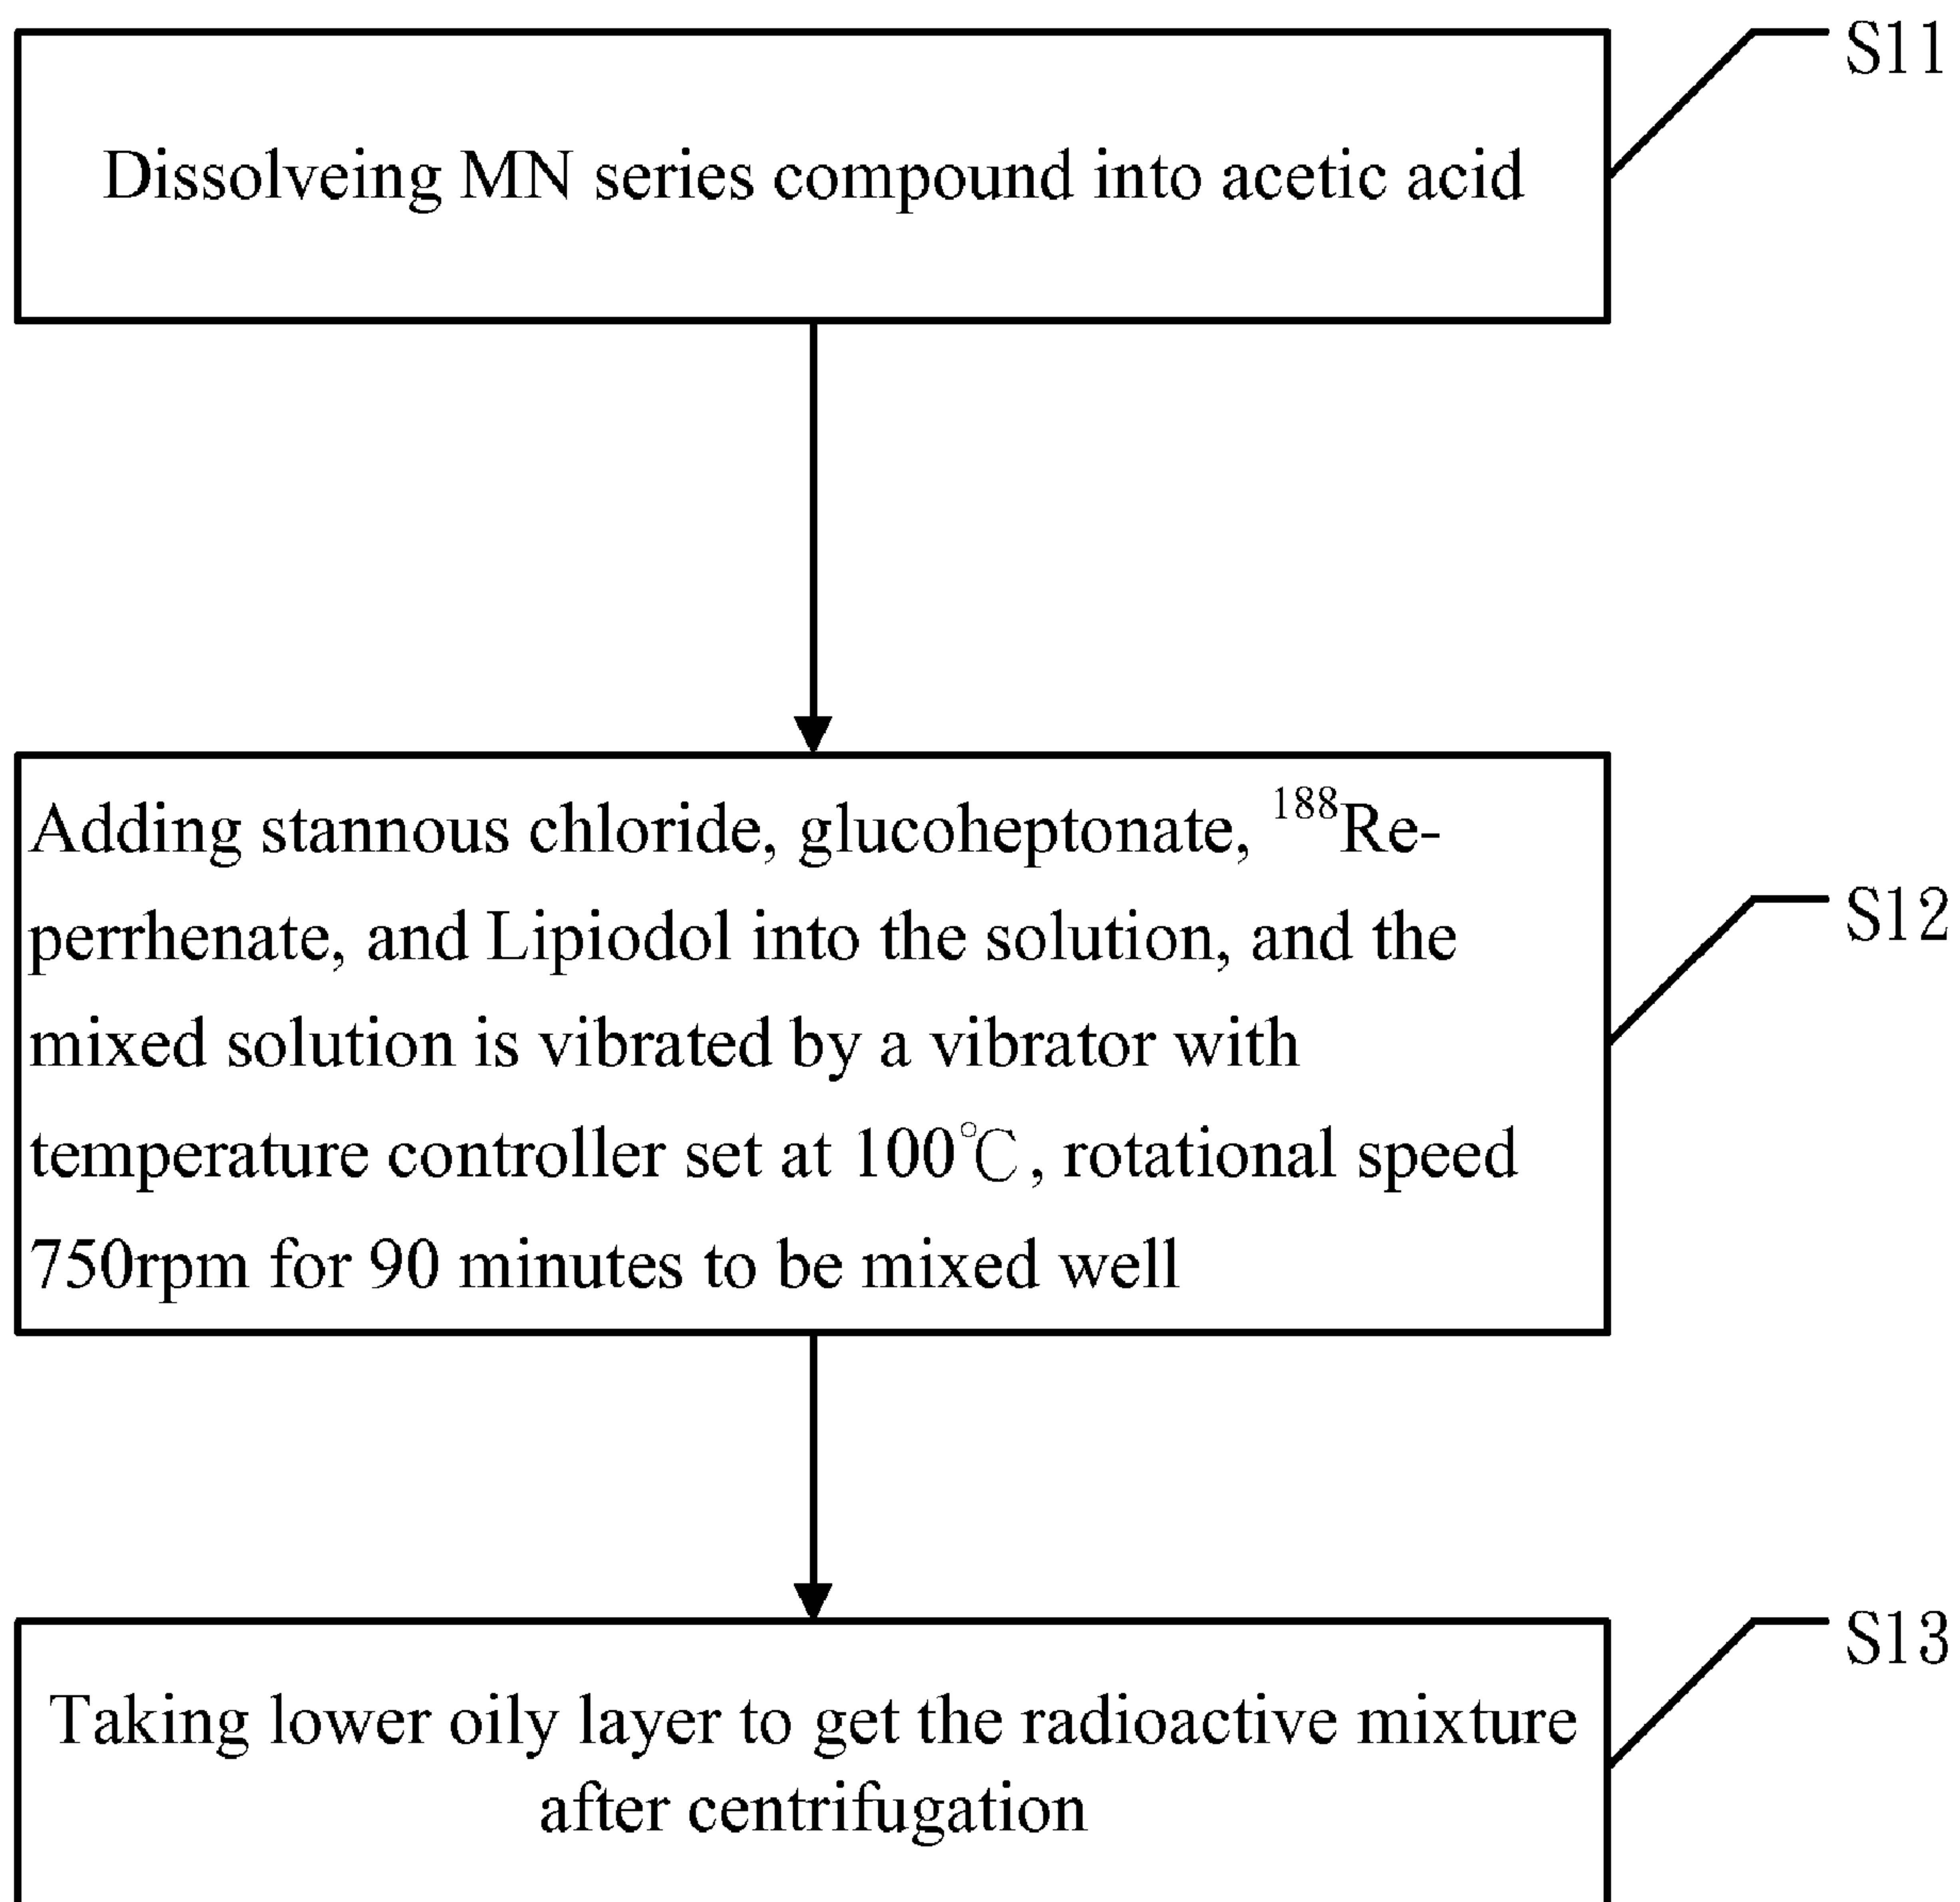 S11
Dissolveing MN series compound into acetic acid
Adding stannous chloride, glucoheptonate, ¹⁸⁸Re-
perrhenate, and Lipiodol into the solution, and the
mixed solution is vibrated by a vibrator with
temperature controller set at 100℃, rotational speed
750rpm for 90 minutes to be mixed well
S12
S13
Taking lower oily layer to get the radioactive mixture
after centrifugation